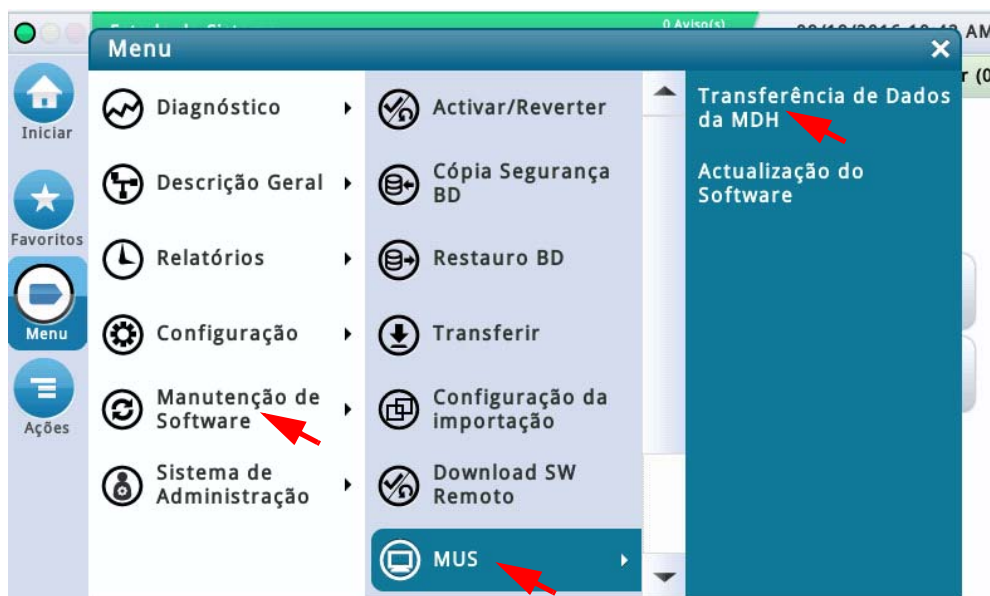 0 Aviso(s)
AM
Menu
r (0
Iniciar
Favoritos
Menu
Ações
Diagnóstico
Descrição Geral
Relatórios
Configuração
Manutenção de
Software
Sistema de
Administração
Activar/Reverter
Cópia Segurança
BD
Restauro BD
Transferir
Configuração da
importação
Download SW
Remoto
MUS
Transferência de Dados
da MDH
Actualização do
Software